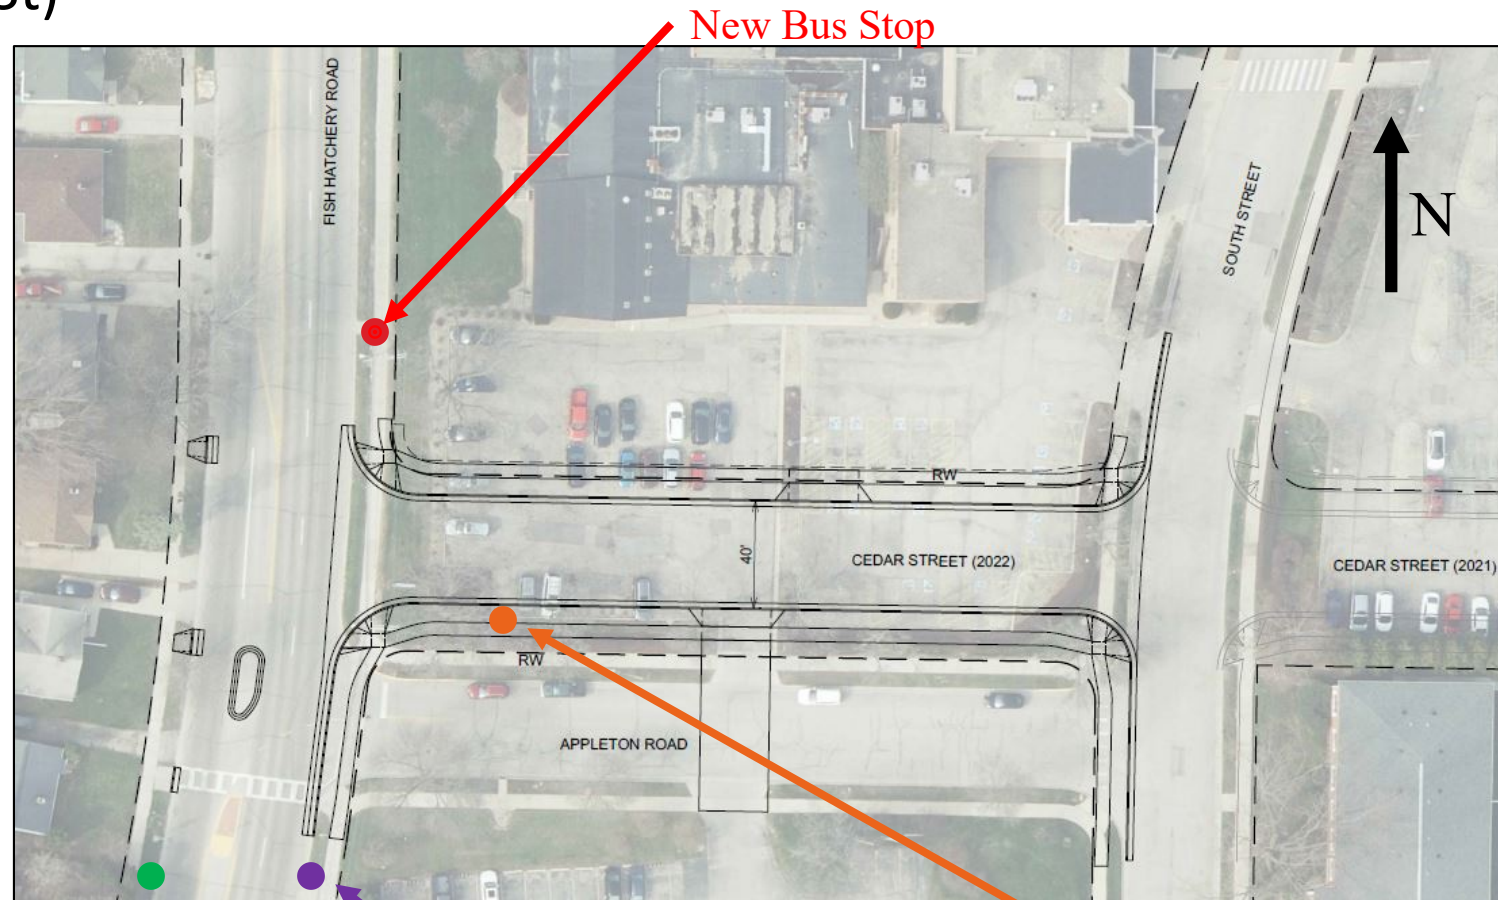 New Bus Stop
FISH HATCHERY ROAD
SOUTH STREET
N
RW
40'
CEDAR STREET (2022)
CEDAR STREET (2021)
RW
APPLETON ROAD